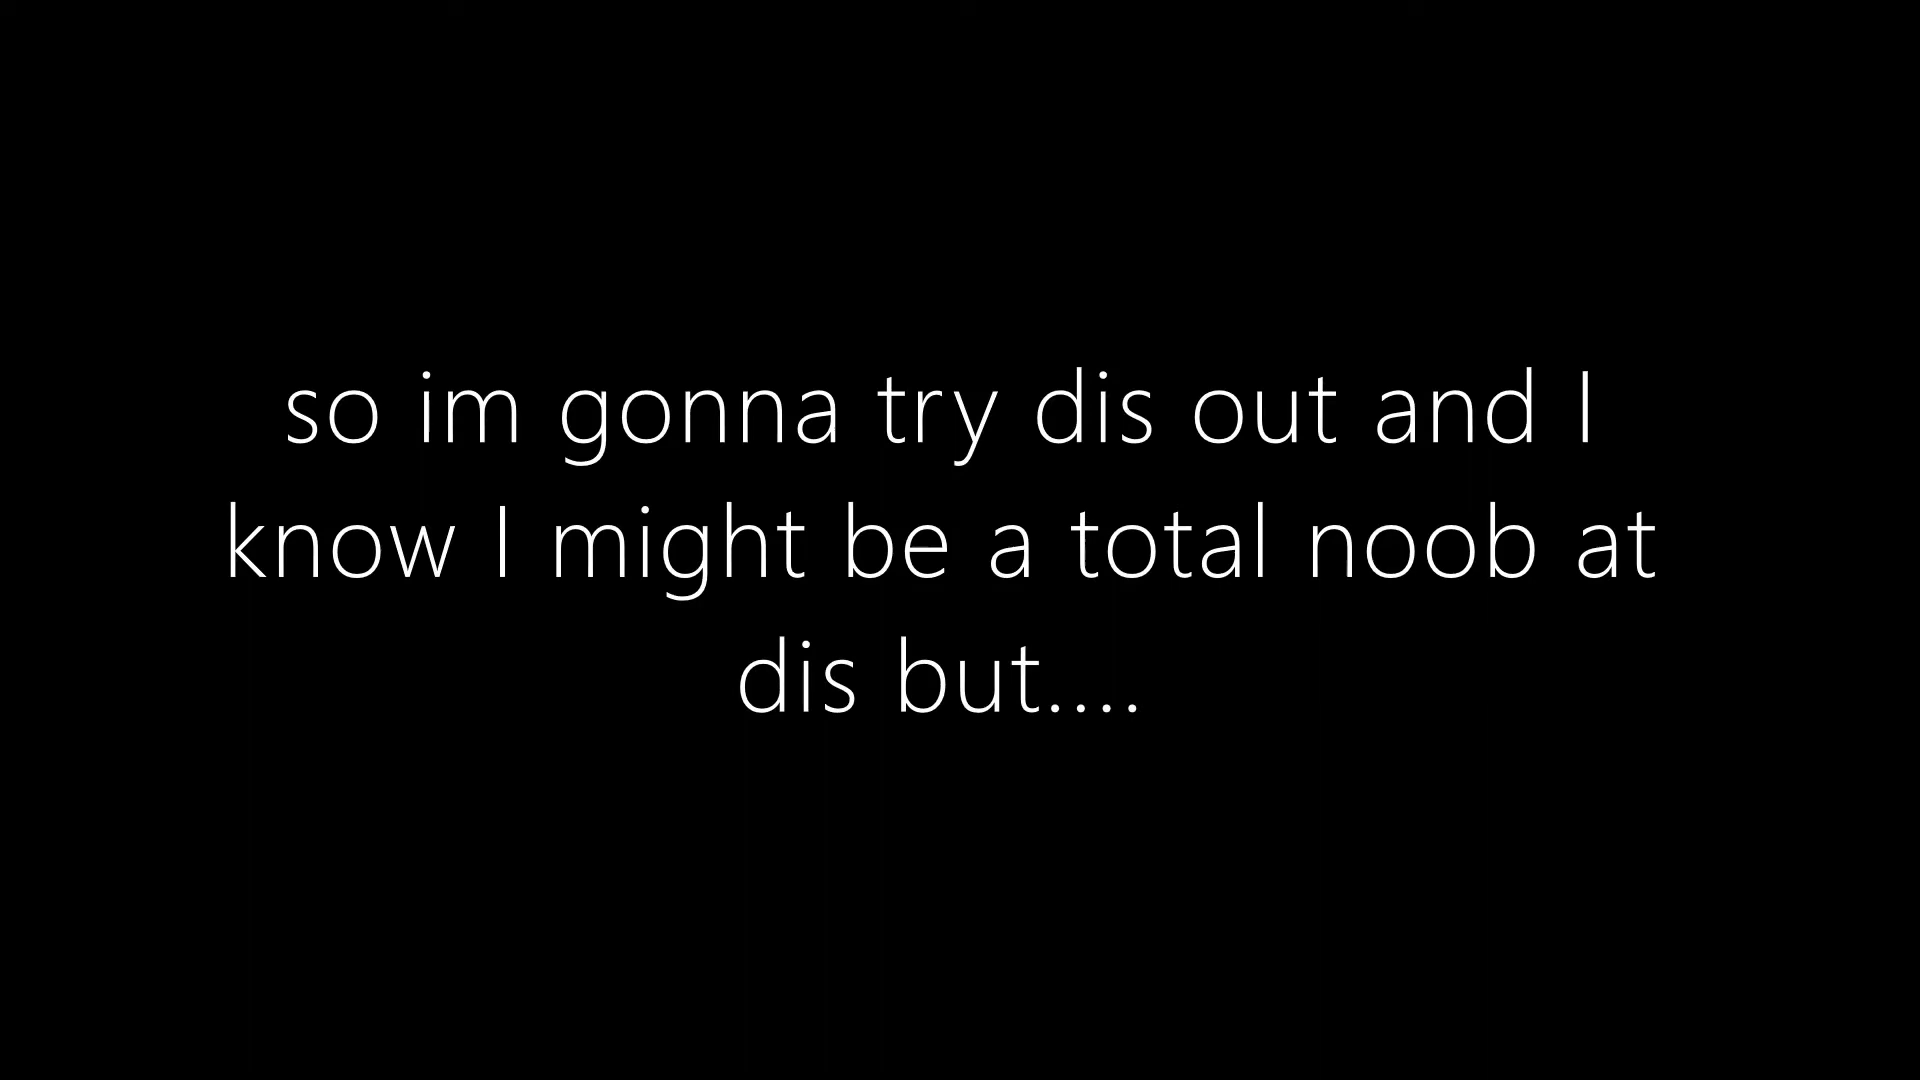 so im gonna try dis out and I
know I might be a total noob at
dis but....